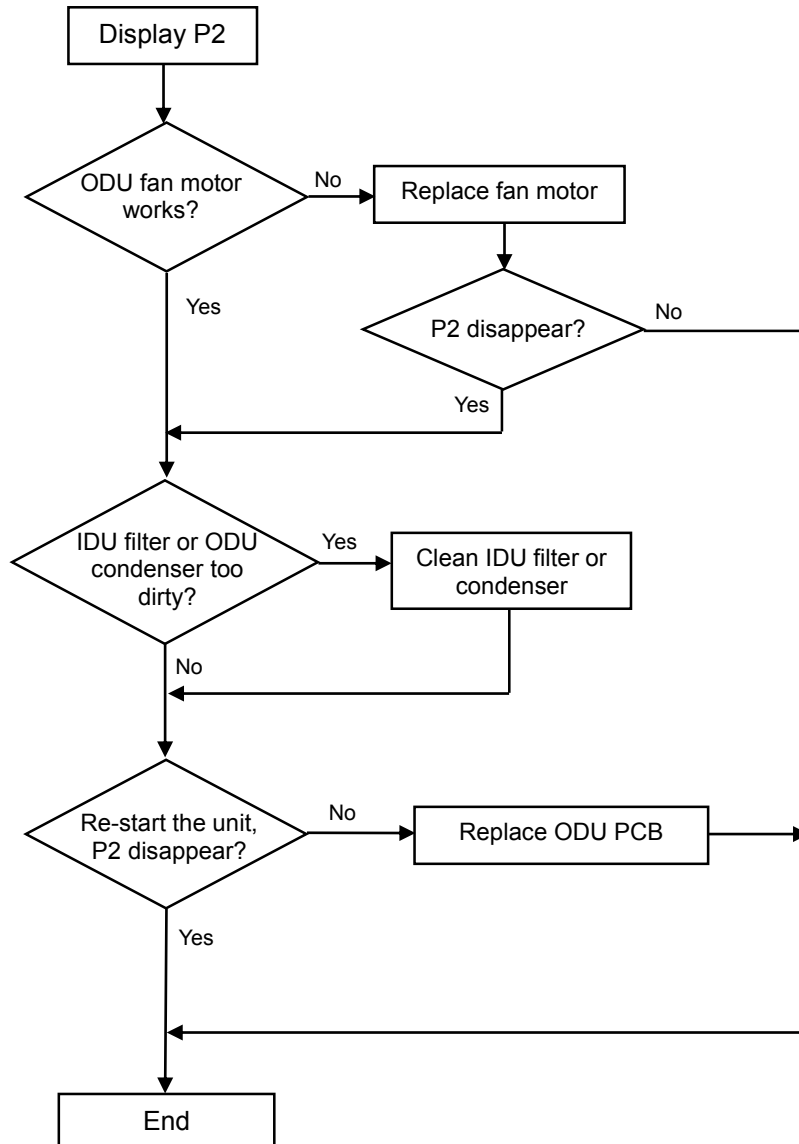 Display P2
ODU fan motor
works?
No
Replace fan motor
Yes
P2 disappear?
No
Yes
IDU filter or ODU
condenser too
dirty?
Yes
Clean IDU filter or
condenser
No
Re-start the unit,
P2 disappear?
No
Replace ODU PCB
Yes
End